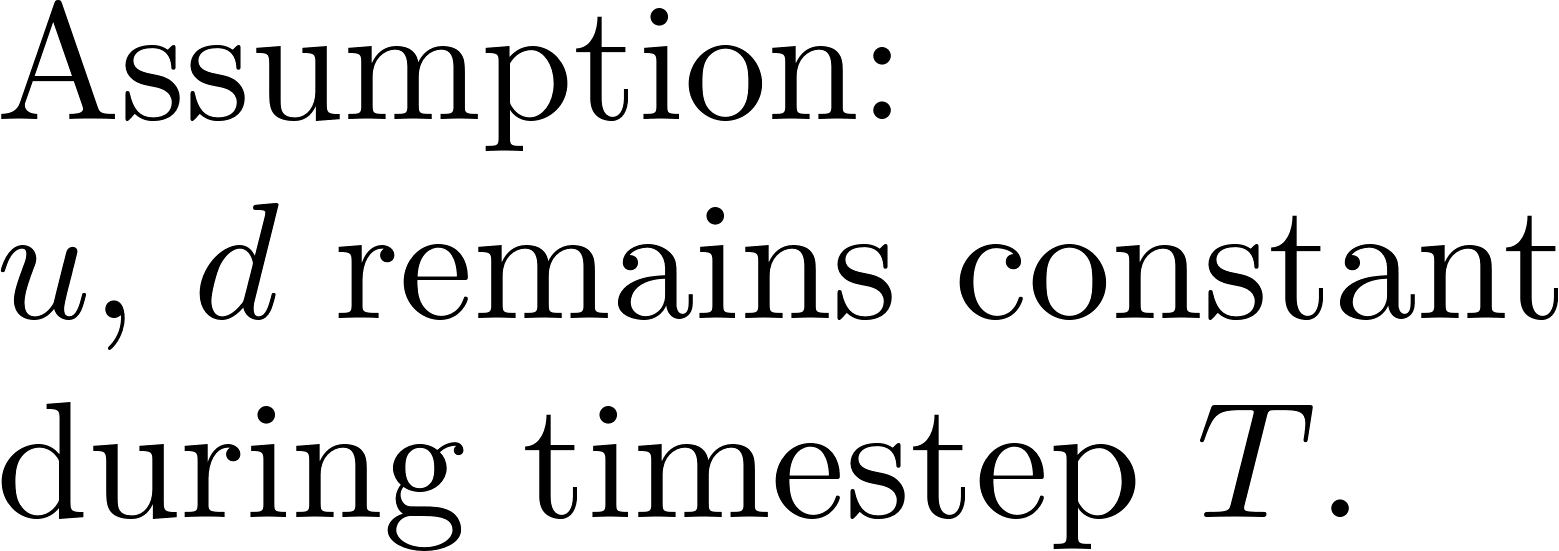 Assumption:
u, d remains constant
during timestep T.